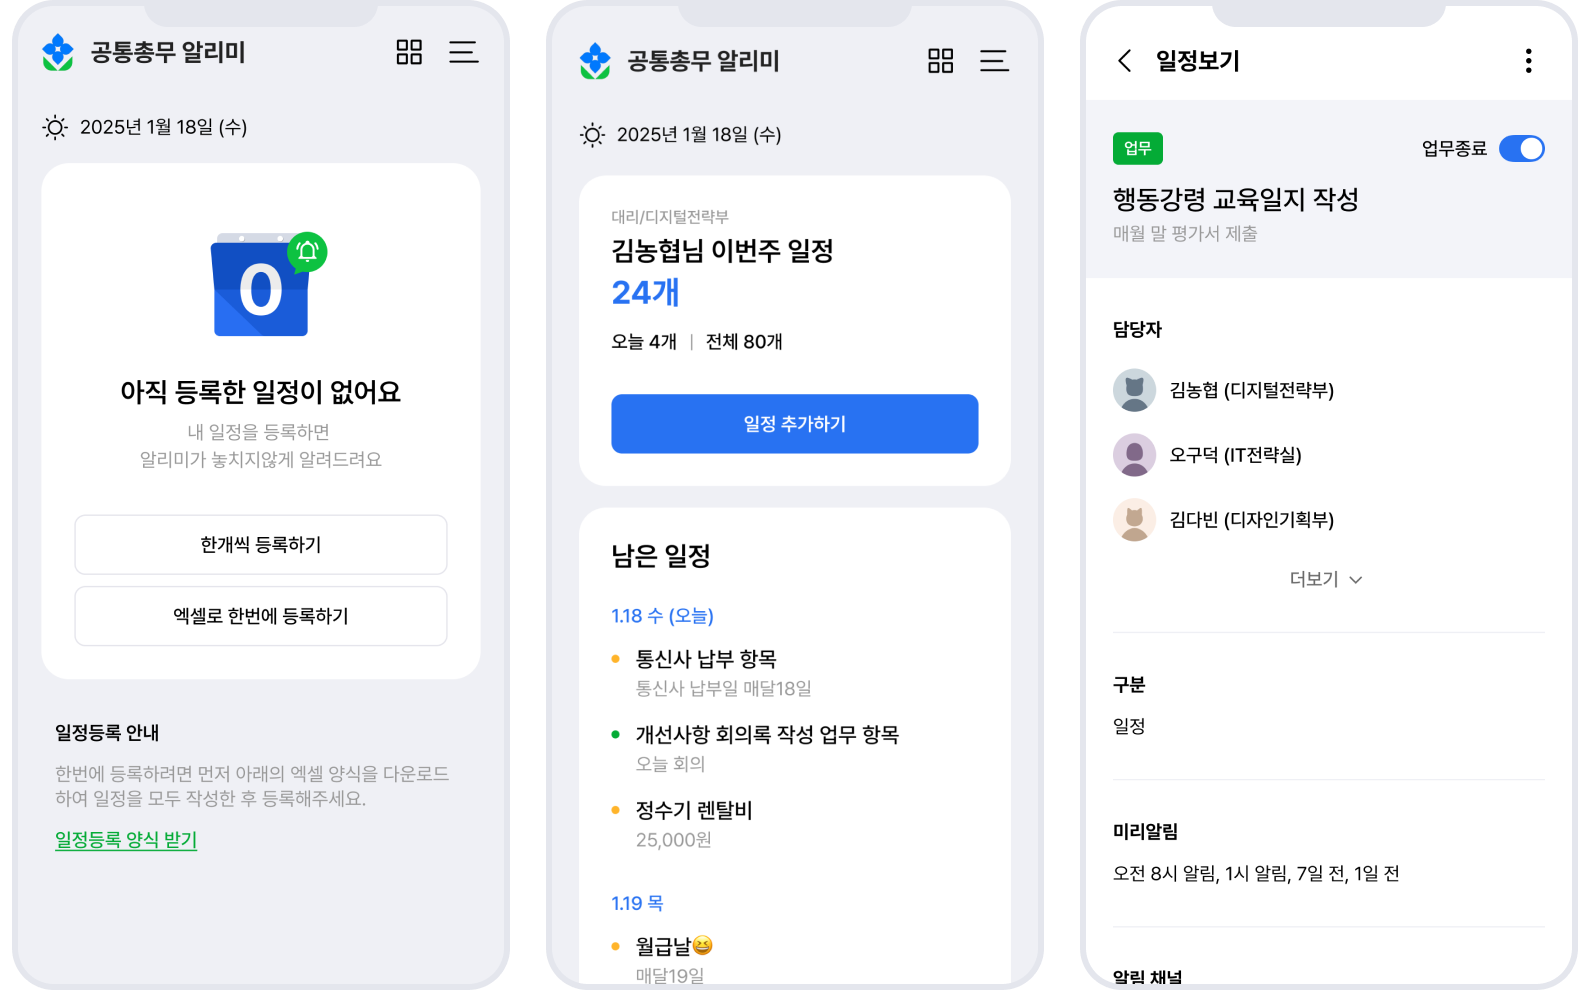 공통총무 알리미
2025년 1월 18일 (수)
0
아직 등록한 일정이 없어요
내 일정을 등록하면
알리미가 놓치지않게 알려드려요
한개씩 등록하기
엑셀로 한번에 등록하기
일정등록 안내
한번에 등록하려면 먼저 아래의 엑셀 양식을 다운로드
하여 일정을 모두 작성한 후 등록해주세요.
일정등록 양식 받기
공통총무 알리미
2025년 1월 18일 (수)
대리/디지털전략부
김농협님 이번주 일정
24개
오늘 4개 | 전체 80개
일정 추가하기
남은 일정
1.18 수 (오늘)
통신사 납부 항목
통신사 납부일 매달18일
개선사항 회의록 작성 업무 항목
오늘 회의
정수기 렌탈비
25,000원
1.19 목
월급날😆
매달19일
일정보기
업무
업무종료
행동강령 교육일지 작성
매월 말 평가서 제출
담당자
김농협 (디지털전략부)
오구덕 (IT전략실)
김다빈 (디자인기획부)
더보기
구분
일정
미리알림
오전 8시 알림, 1시 알림, 7일 전, 1일 전
알림 채널